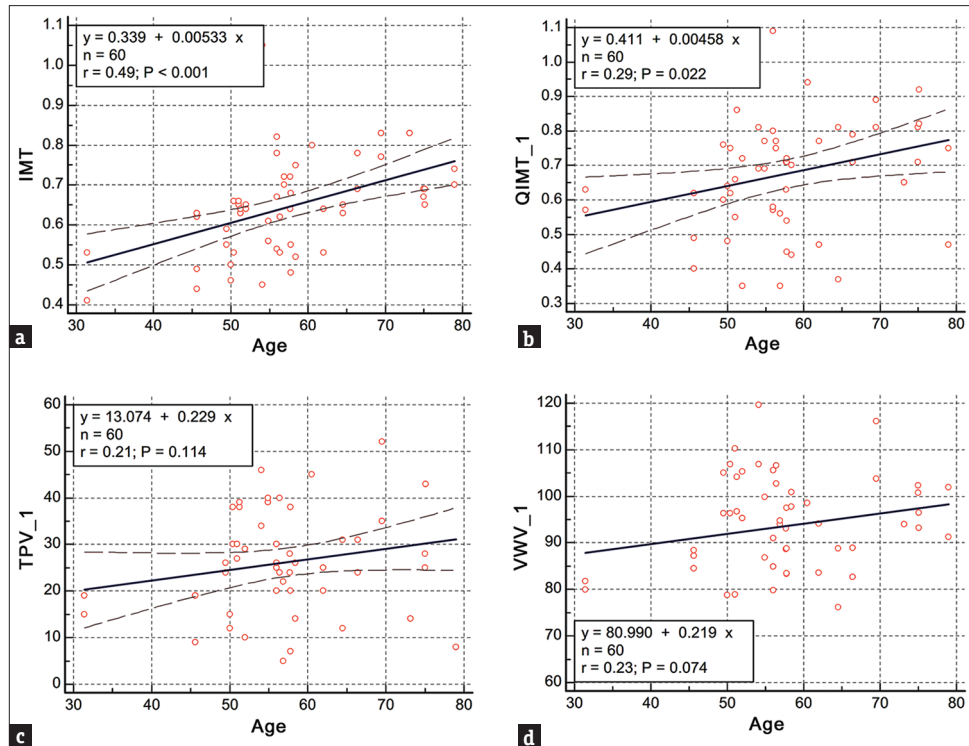 1.1
1.0
0.9
0.8
0.7
0.6
0.5
0.4
IMT
y = 0.339 + 0.00533 x
n = 60
r = 0.49; P < 0.001
30 40 50 60 70 80
Age
a
1.1
1.0
0.9
0.8
0.7
0.6
0.5
0.4
0.3
QIMT_1
y = 0.411 + 0.00458 x
n = 60
r = 0.29; P = 0.022
30 40 50 60 70 80
Age
b
60
50
40
30
20
10
0
TPV_1
y = 13.074 + 0.229 x
n = 60
r = 0.21; P = 0.114
30 40 50 60 70 80
Age
c
120
110
100
90
80
70
60
VWV_1
y = 80.990 + 0.219 x
n = 60
r = 0.23; P = 0.074
30 40 50 60 70 80
Age
d